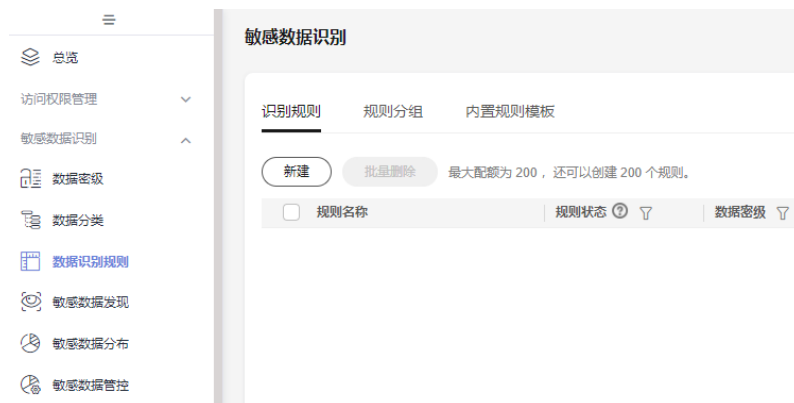 总览
访问权限管理
敏感数据识别
数据密级
数据分类
数据识别规则
敏感数据发现
敏感数据分布
敏感数据管控
敏感数据识别
识别规则 规则分组 内置规则模板
新建 批量删除 最大配额为 200 ，还可以创建 200 个规则。
规则名称 规则状态 数据密级